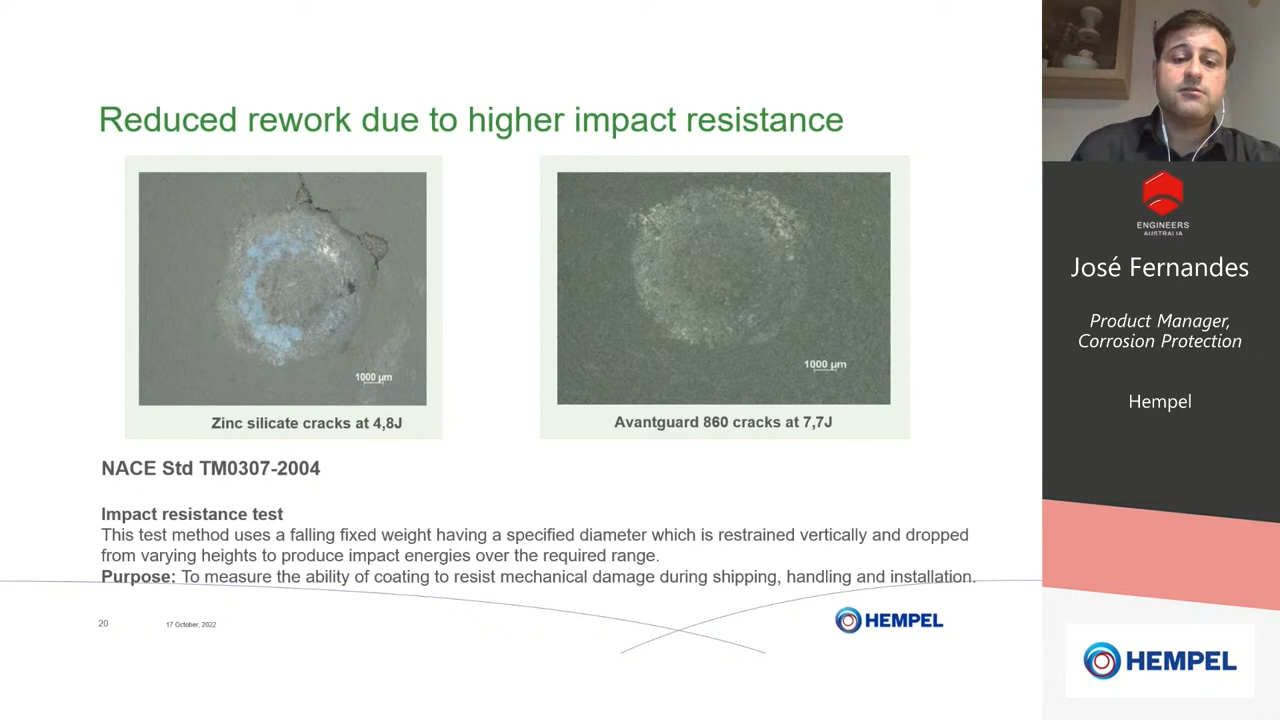 Reduced rework due to higher impact resistance
1000 µm
Zinc silicate cracks at 4,8J
1000 µm
Avantguard 860 cracks at 7,7J
NACE Std TM0307-2004
Impact resistance test
This test method uses a falling fixed weight having a specified diameter which is restrained vertically and dropped
from varying heights to produce impact energies over the required range.
Purpose: To measure the ability of coating to resist mechanical damage during shipping, handling and installation.
20
17 October, 2022
HEMPEL
ENGINEERS
AUSTRALIA
José Fernandes
Product Manager,
Corrosion Protection
Hempel
HEMPEL